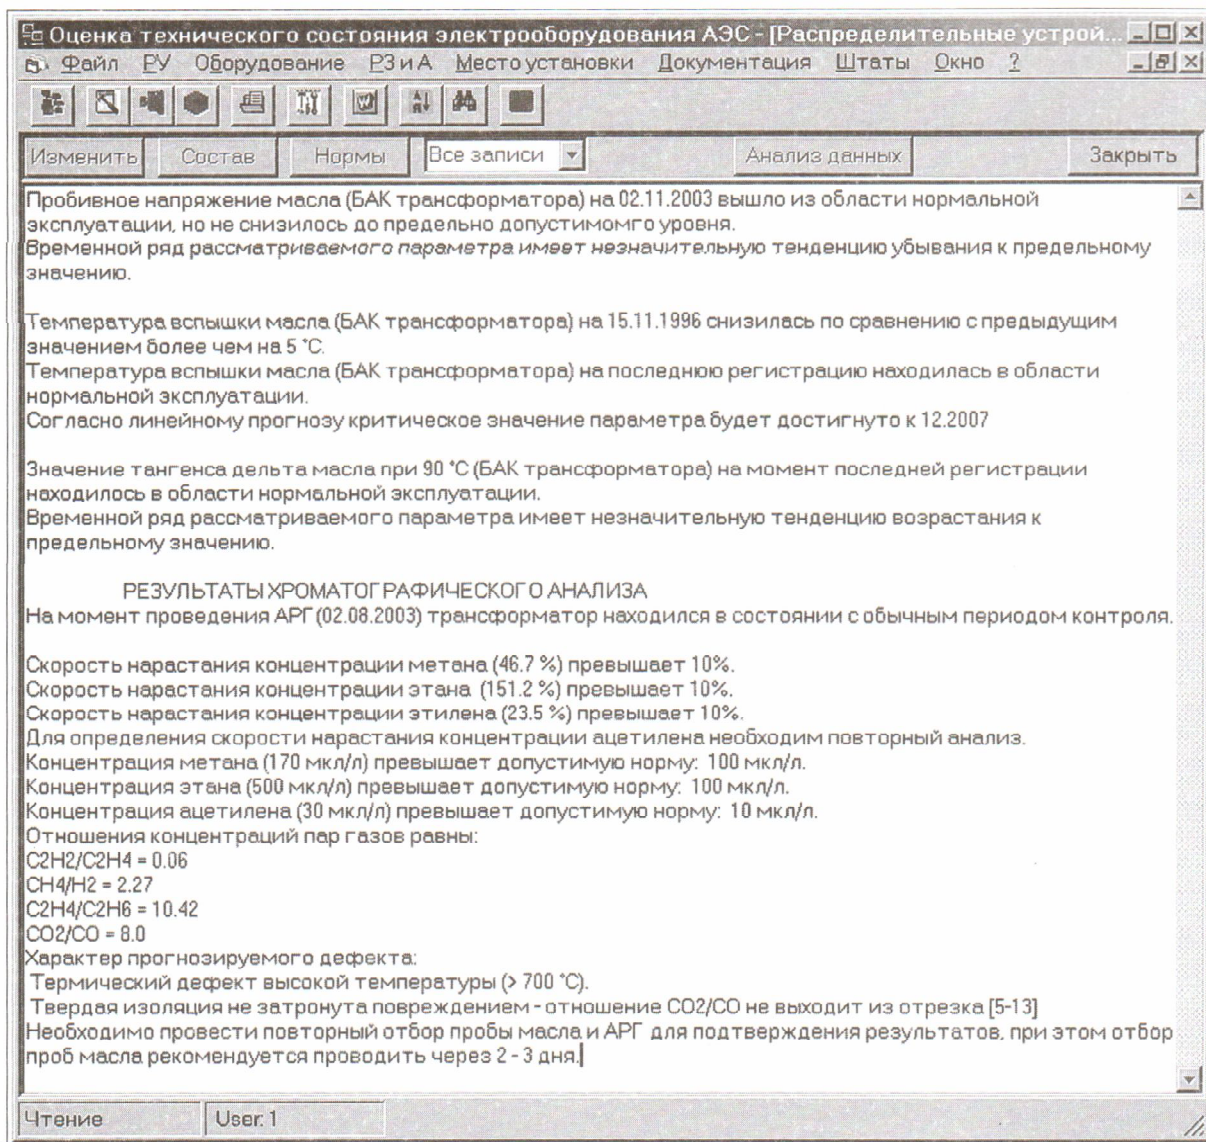 Оценка технического состояния электрооборудования АЭС - [Распределительные устрой...
Файл РУ Оборудование РЗиА Место установки Документация Штаты Окно ?
Изменить Состав Нормы Все записи Анализ данных Закрыть
Пробивное напряжение масла (БАК трансформатора) на 02.11.2003 вышло из области нормальной
эксплуатации, но не снизилось до предельно допустимомго уровня.
Временной ряд рассматриваемого параметра имеет незначительную тенденцию убывания к предельному
значению.
Температура вспышки масла (БАК трансформатора) на 15.11.1996 снизилась по сравнению с предыдущим
значением более чем на 5 °C.
Температура вспышки масла (БАК трансформатора) на последнюю регистрацию находилась в области
нормальной эксплуатации.
Согласно линейному прогнозу критическое значение параметра будет достигнуто к 12.2007
Значение тангенса дельта масла при 90 °C (БАК трансформатора) на момент последней регистрации
находилось в области нормальной эксплуатации.
Временной ряд рассматриваемого параметра имеет незначительную тенденцию возрастания к
предельному значению.
РЕЗУЛЬТАТЫ ХРОМАТОГРАФИЧЕСКОГО АНАЛИЗА
На момент проведения АРГ (02.08.2003) трансформатор находился в состоянии с обычным периодом контроля.
Скорость нарастания концентрации метана (46.7 %) превышает 10%.
Скорость нарастания концентрации этана (151.2 %) превышает 10%.
Скорость нарастания концентрации этилена (23.5 %) превышает 10%.
Для определения скорости нарастания концентрации ацетилена необходим повторный анализ.
Концентрация метана (170 мкл/л) превышает допустимую норму: 100 мкл/л.
Концентрация этана (500 мкл/л) превышает допустимую норму: 100 мкл/л.
Концентрация ацетилена (30 мкл/л) превышает допустимую норму: 10 мкл/л.
Отношения концентраций пар газов равны:
C2H2/C2H4 = 0.06
CH4/H2 = 2.27
C2H4/C2H6 = 10.42
CO2/CO = 8.0
Характер прогнозируемого дефекта:
Термический дефект высокой температуры (> 700 °C).
Твердая изоляция не затронута повреждением - отношение CO2/CO не выходит из отрезка [5-13]
Необходимо провести повторный отбор пробы масла и АРГ для подтверждения результатов, при этом отбор
проб масла рекомендуется проводить через 2 - 3 дня.
Чтение User: 1